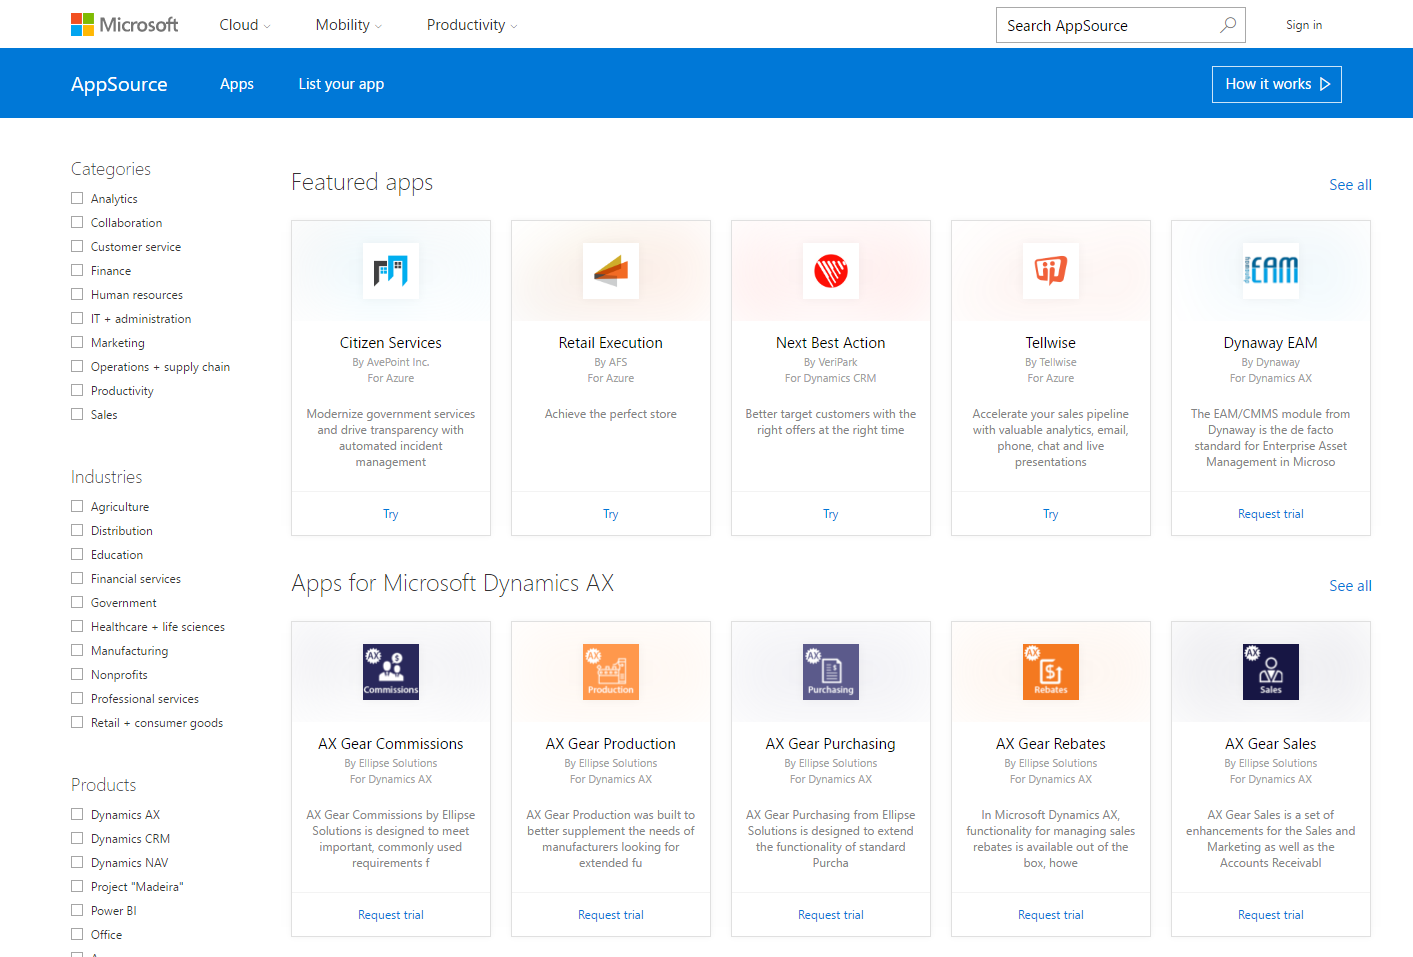 Microsoft
Cloud
Mobility
Productivity
Search AppSource
Sign in
AppSource
Apps
List your app
How it works
Categories
Analytics
Collaboration
Customer service
Finance
Human resources
IT + administration
Marketing
Operations + supply chain
Productivity
Sales
Industries
Agriculture
Distribution
Education
Financial services
Government
Healthcare + life sciences
Manufacturing
Nonprofits
Professional services
Retail + consumer goods
Products
Dynamics AX
Dynamics CRM
Dynamics NAV
Project "Madeira"
Power BI
Office
Featured apps
See all
Citizen Services
By AvePoint Inc.
For Azure
Modernize government services
and drive transparency with
automated incident
management
Try
Retail Execution
By AFS
For Azure
Achieve the perfect store
Try
Next Best Action
By VeriPark
For Dynamics CRM
Better target customers with the
right offers at the right time
Try
Tellwise
By Tellwise
For Azure
Accelerate your sales pipeline
with valuable analytics, email,
phone, chat and live
presentations
Try
EAM
Dynaway EAM
By Dynaway
For Dynamics AX
The EAM/CMMS module from
Dynaway is the de facto
standard for Enterprise Asset
Management in Microso
Request trial
Apps for Microsoft Dynamics AX
See all
AX
Commissions
AX Gear Commissions
By Ellipse Solutions
For Dynamics AX
AX Gear Commissions by Ellipse
Solutions is designed to meet
important, commonly used
requirements f
Request trial
AX
Production
AX Gear Production
By Ellipse Solutions
For Dynamics AX
AX Gear Production was built to
better supplement the needs of
manufacturers looking for
extended fu
Request trial
AX
Purchasing
AX Gear Purchasing
By Ellipse Solutions
For Dynamics AX
AX Gear Purchasing from Ellipse
Solutions is designed to extend
the functionality of standard
Purcha
Request trial
AX
Rebates
AX Gear Rebates
By Ellipse Solutions
For Dynamics AX
In Microsoft Dynamics AX,
functionality for managing sales
rebates is available out of the
box, howe
Request trial
AX
Sales
AX Gear Sales
By Ellipse Solutions
For Dynamics AX
AX Gear Sales is a set of
enhancements for the Sales and
Marketing as well as the
Accounts Receivabl
Request trial